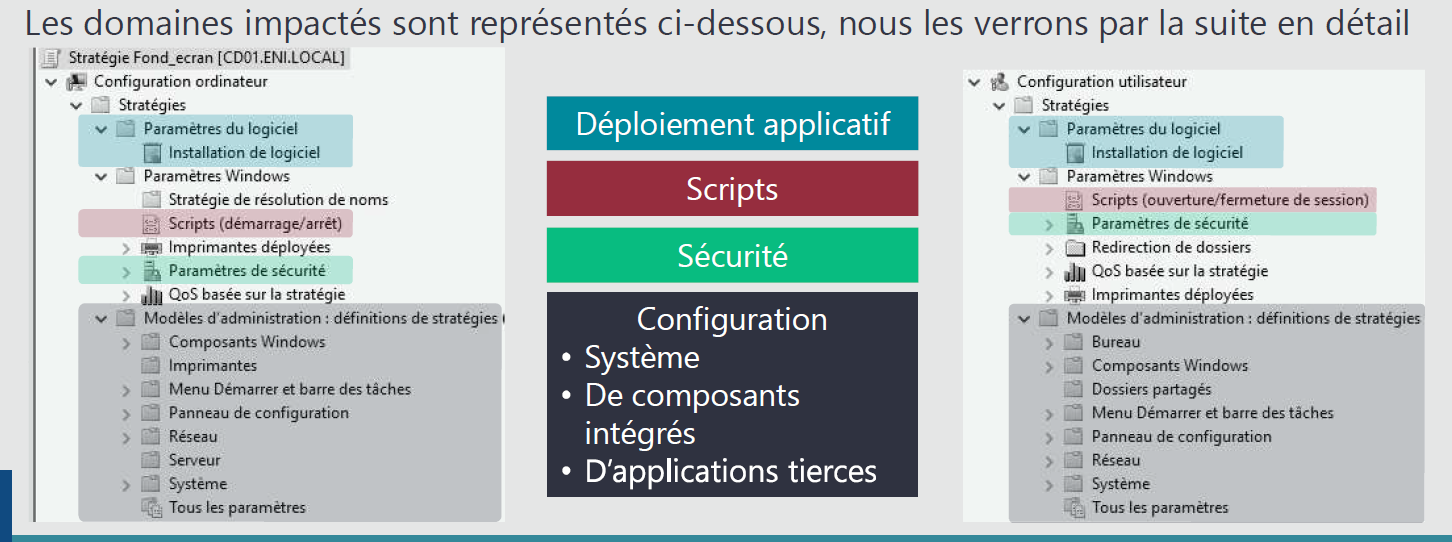 Les domaines impactés sont représentés ci-dessous, nous les verrons par la suite en détail
Stratégie Fond_ecran [CD01.ENI.LOCAL]
Configuration ordinateur
Stratégies
Paramètres du logiciel
Installation de logiciel
Paramètres Windows
Stratégie de résolution de noms
Scripts (démarrage/arrêt)
Imprimantes déployées
Paramètres de sécurité
QoS basée sur la stratégie
Modèles d'administration : définitions de stratégies (
Composants Windows
Imprimantes
Menu Démarrer et barre des tâches
Panneau de configuration
Réseau
Serveur
Système
Tous les paramètres
Déploiement applicatif
Scripts
Sécurité
Configuration
• Système
• De composants
intégrés
• D'applications tierces
Configuration utilisateur
Stratégies
Paramètres du logiciel
Installation de logiciel
Paramètres Windows
Scripts (ouverture/fermeture de session)
Paramètres de sécurité
Redirection de dossiers
QoS basée sur la stratégie
Imprimantes déployées
Modèles d'administration : définitions de stratégies
Bureau
Composants Windows
Dossiers partagés
Menu Démarrer et barre des tâches
Panneau de configuration
Réseau
Système
Tous les paramètres